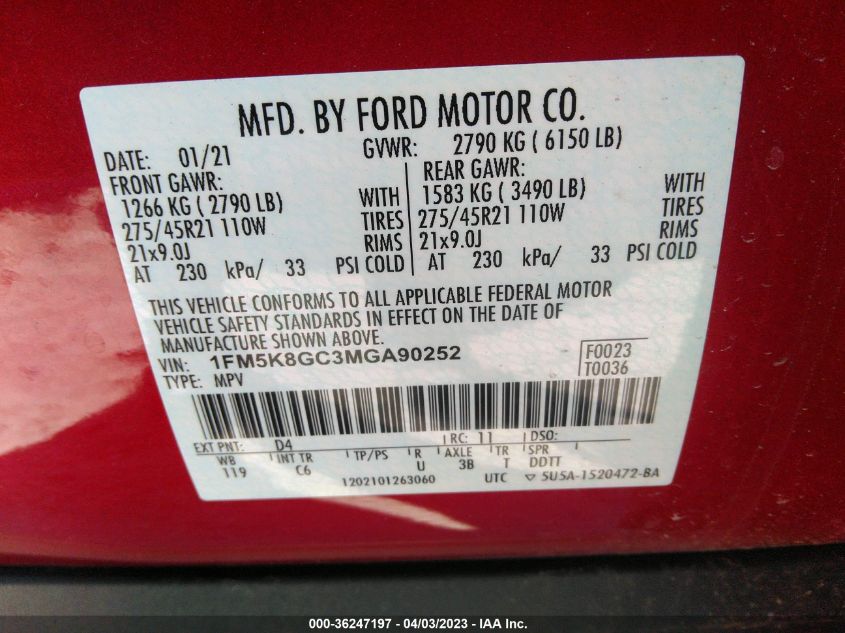 MFD. BY FORD MOTOR CO.
DATE: 01/21 GVWR: 2790 KG ( 6150 LB)
FRONT GAWR: REAR GAWR:
1266 KG ( 2790 LB) WITH 1583 KG ( 3490 LB) WITH
275/45R21 110W TIRES 275/45R21 110W TIRES
21x9.0J RIMS 21x9.0J RIMS
AT 230 kPa/ 33 PSI COLD AT 230 kPa/ 33 PSI COLD
THIS VEHICLE CONFORMS TO ALL APPLICABLE FEDERAL MOTOR
VEHICLE SAFETY STANDARDS IN EFFECT ON THE DATE OF
MANUFACTURE SHOWN ABOVE.
VIN: 1FM5K8GC3MGA90252 F0023
TYPE: MPV T0036
EXT PNT: D4 RC: 11 DSO:
WB INT TR TP/PS R AXLE TR SPR
119 C6 U 3B T DDTT
1202101263060 UTC ▽ 5U5A-1520472-BA
000-36247197 - 04/03/2023 - IAA Inc.